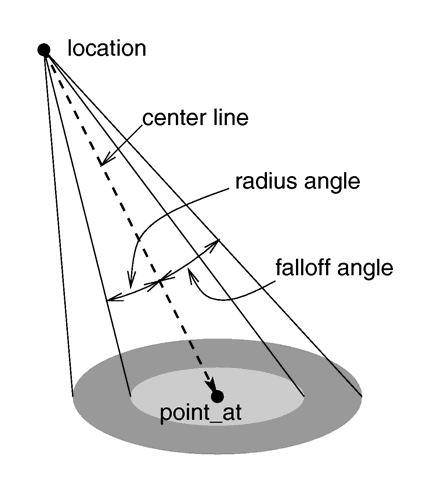 location
center line
radius angle
falloff angle
point_at